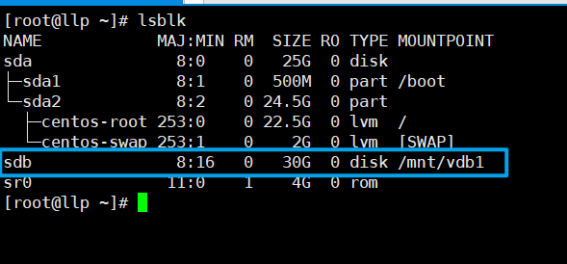 [root@llp ~]# lsblk
NAME            MAJ:MIN RM  SIZE RO TYPE MOUNTPOINT
sda               8:0    0   25G  0 disk
├─sda1            8:1    0  500M  0 part /boot
└─sda2            8:2    0 24.5G  0 part
  ├─centos-root 253:0    0 22.5G  0 lvm  /
  └─centos-swap 253:1    0    2G  0 lvm  [SWAP]
sdb               8:16   0   30G  0 disk /mnt/vdb1
sr0              11:0    1    4G  0 rom
[root@llp ~]#